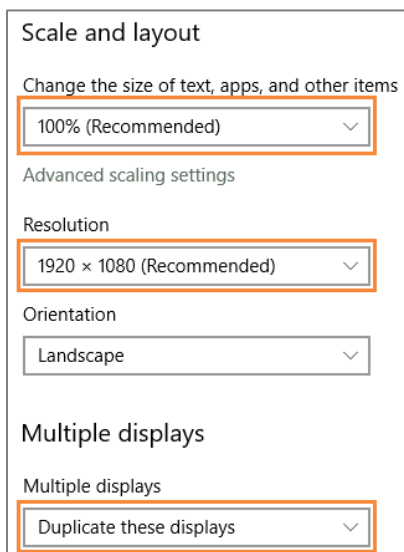 Scale and layout
Change the size of text, apps, and other items
100% (Recommended)
Advanced scaling settings
Resolution
1920 × 1080 (Recommended)
Orientation
Landscape
Multiple displays
Multiple displays
Duplicate these displays